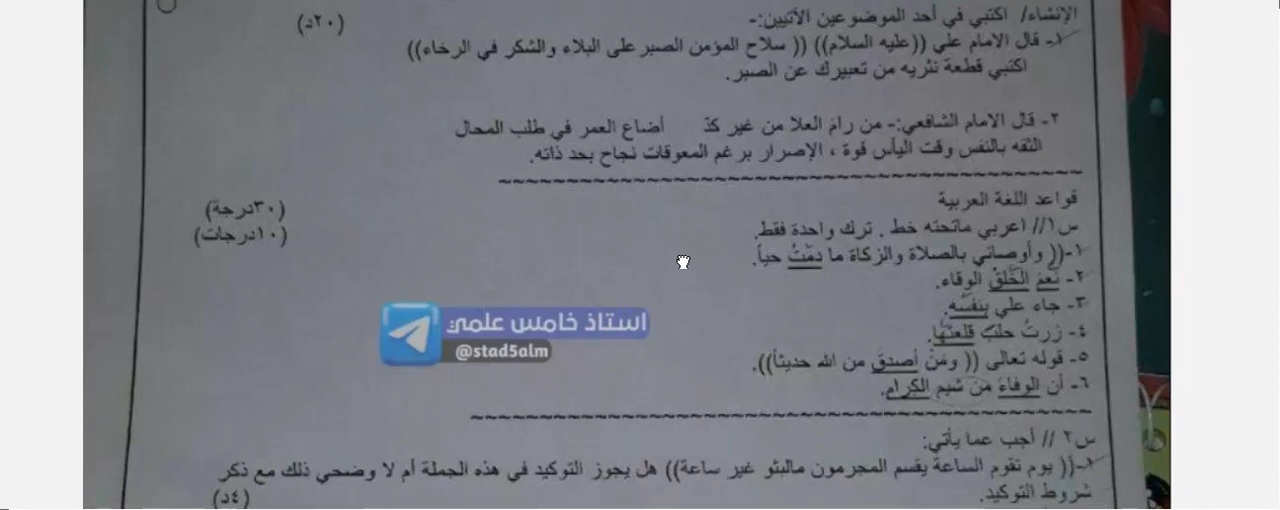 الإنشاء/ اكتبي في أحد الموضوعين الآتيين:- (٢٠د)
١- قال الامام علي ((عليه السلام)) (( سلاح المؤمن الصبر على البلاء والشكر في الرخاء))
اكتبي قطعة نثريه من تعبيرك عن الصبر.
٢- قال الامام الشافعي:- من رامَ العلا من غير كدّ أضاع العمر في طلب المحال
الثقه بالنفس وقت اليأس قوة ، الإصرار برغم المعوقات نجاح بحد ذاته.
قواعد اللغة العربية (٣٠درجة)
س١// اعربي ماتحته خط . ترك واحدة فقط. (١٠درجات)
١-(( وأوصاني بالصلاة والزكاة ما دمْتُ حياً.
٢- نِعْمَ الخُلقُ الوفاء.
٣- جاء علي بنفسُه.
٤- زرتُ حلبَ قلعتَها.
٥- قوله تعالى (( ومَنْ أصدقُ من الله حديثاً)).
٦- أن الوفاءَ من شيم الكرام.
س٢ // أجب عما يأتي:
١-أ(( يوم تقوم الساعة يقسم المجرمون مالبثو غير ساعة)) هل يجوز التوكيد في هذه الجملة أم لا وضحي ذلك مع ذكر
شروط التوكيد. (٤د)
استاذ خامس علمي
@stad5alm